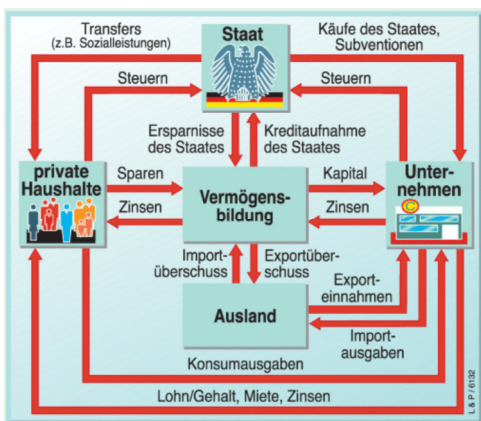 Transfers
(z.B. Sozialleistungen)
Staat
Käufe des Staates,
Subventionen
Steuern
Steuern
Ersparnisse
des Staates
Kreditaufnahme
des Staates
private
Haushalte
Sparen
Zinsen
Vermögens-
bildung
Kapital
Zinsen
Unter-
nehmen
C
Import-
überschuss
Exportüber-
schuss
Ausland
Export-
einnahmen
Import-
ausgaben
Konsumausgaben
Lohn/Gehalt, Miete, Zinsen
L & P / 6132